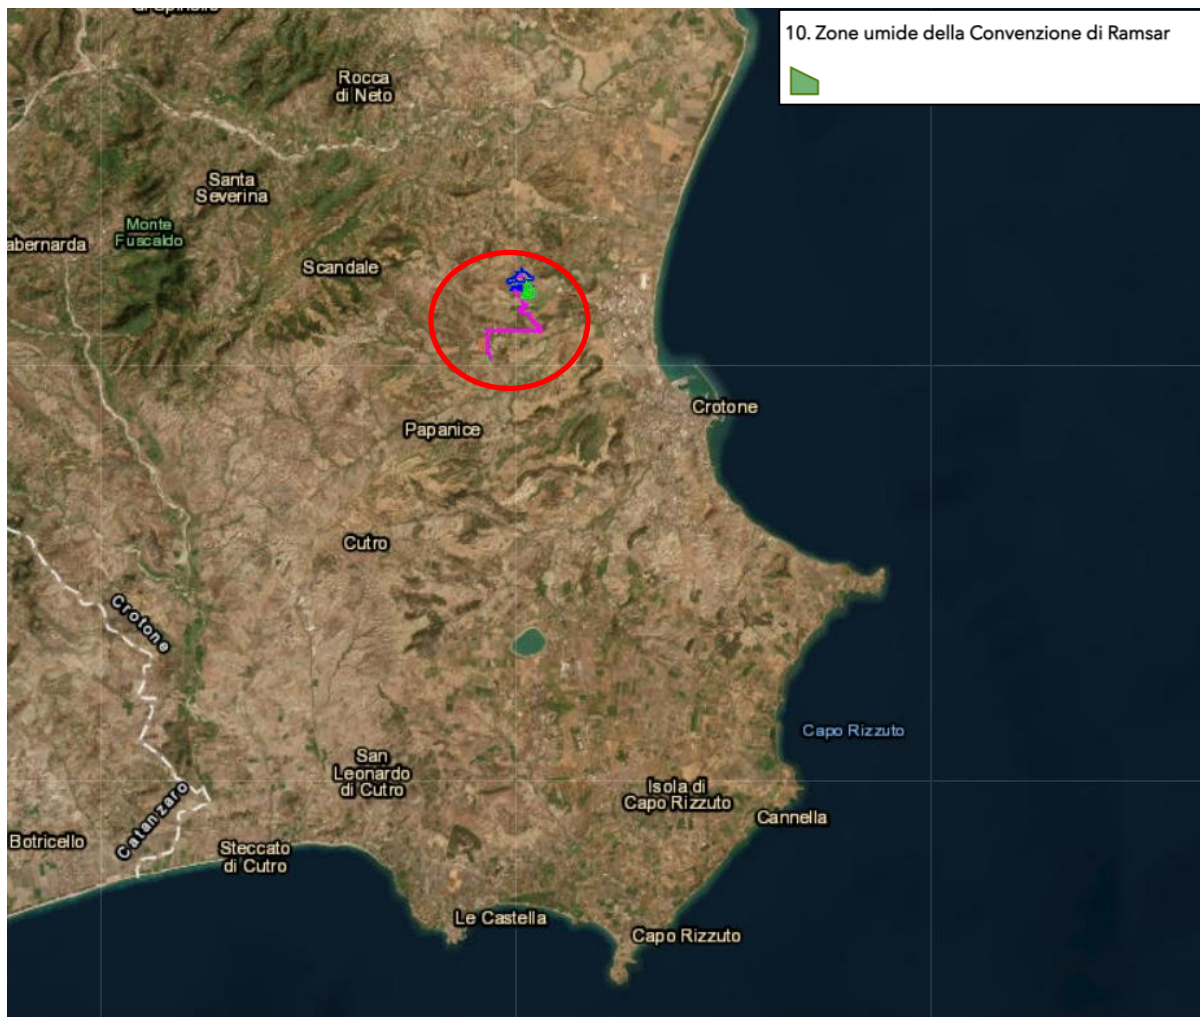 10. Zone umide della Convenzione di Ramsar
Rocca
di Neto
Santa
Severina
Monte
Fuscaldo
abernarda
Scandale
Crotone
Papanice
Cutro
Crotone
Capo Rizzuto
San
Leonardo
di Cutro
Isola di
Capo Rizzuto
Cannella
Catanzaro
Botricello
Steccato
di Cutro
Le Castella
Capo Rizzuto